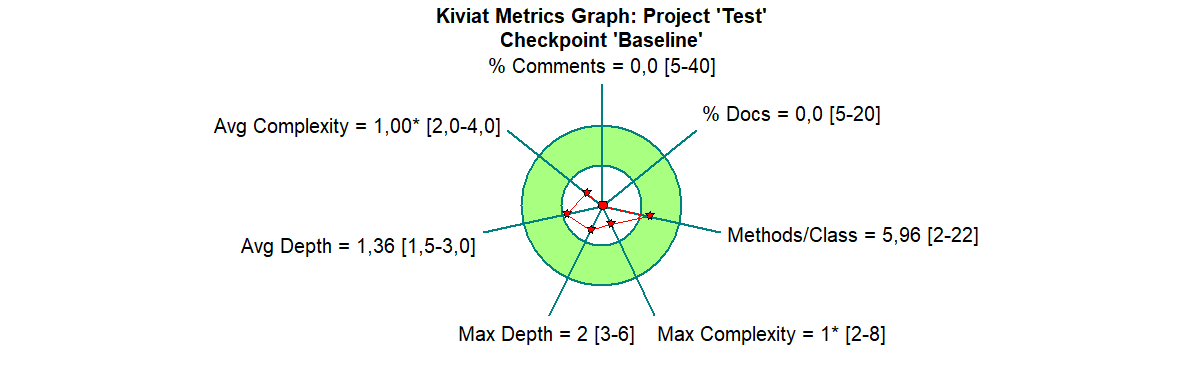 Kiviat Metrics Graph: Project 'Test'
Checkpoint 'Baseline'
% Comments = 0,0 [5-40]
% Docs = 0,0 [5-20]
Avg Complexity = 1,00* [2,0-4,0]
Methods/Class = 5,96 [2-22]
Avg Depth = 1,36 [1,5-3,0]
Max Depth = 2 [3-6]
Max Complexity = 1* [2-8]